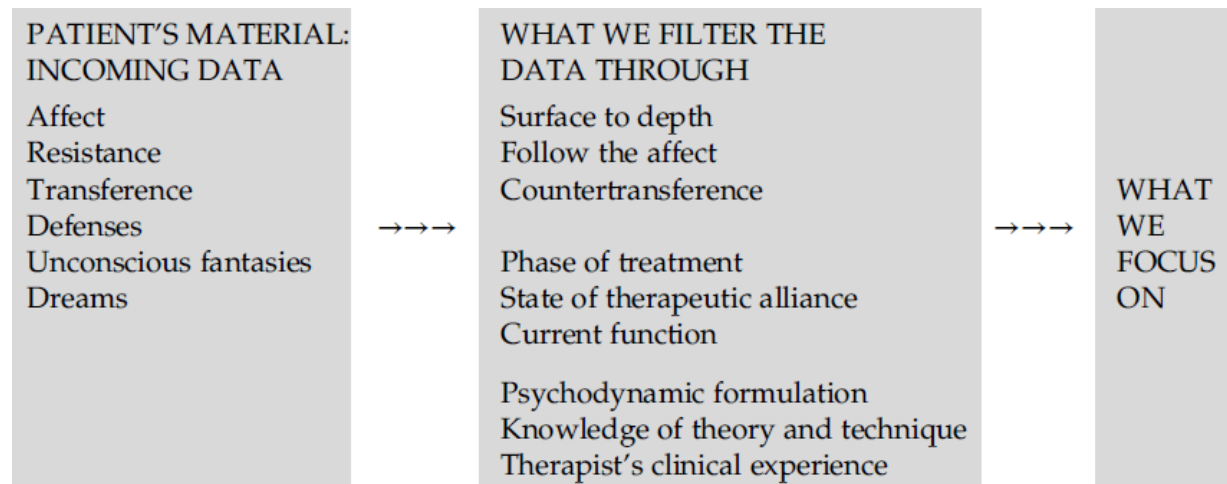 PATIENT’S MATERIAL:
INCOMING DATA
Affect
Resistance
Transference
Defenses
Unconscious fantasies
Dreams
→→→
WHAT WE FILTER THE
DATA THROUGH
Surface to depth
Follow the affect
Countertransference
Phase of treatment
State of therapeutic alliance
Current function
Psychodynamic formulation
Knowledge of theory and technique
Therapist’s clinical experience
→→→
WHAT
WE
FOCUS
ON